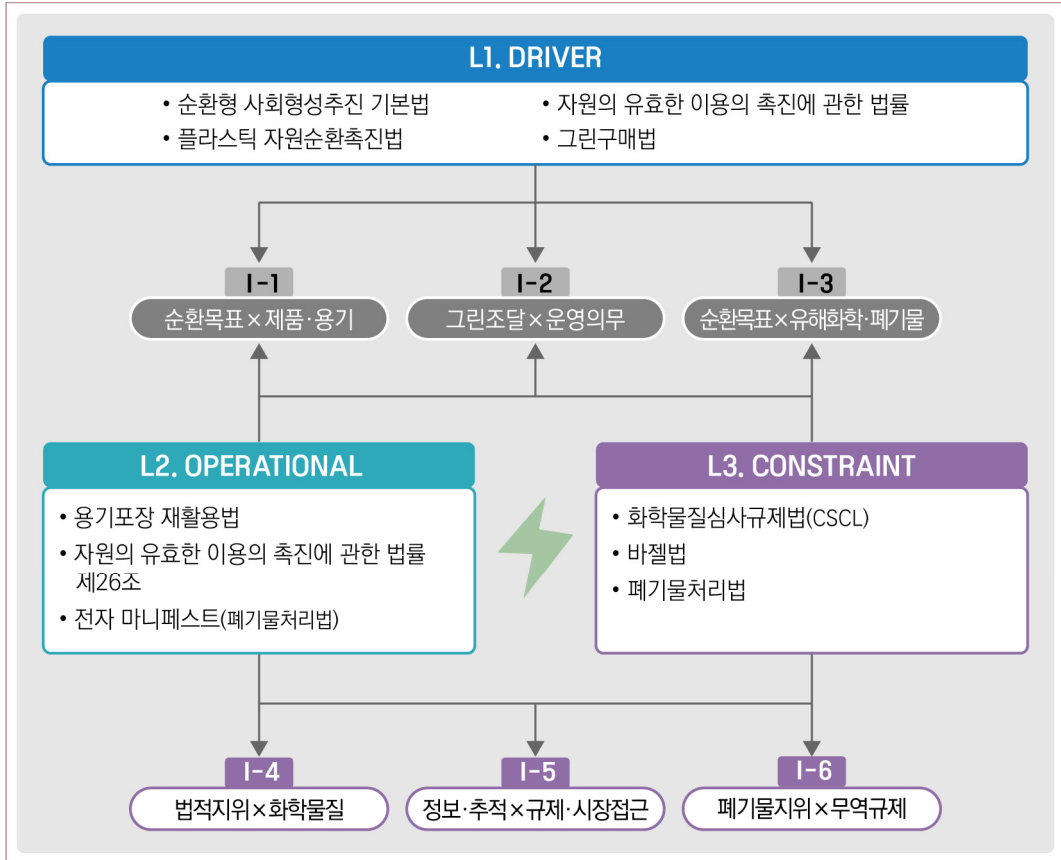 L1. DRIVER
• 순환형 사회형성추진 기본법
• 자원의 유효한 이용의 촉진에 관한 법률
• 플라스틱 자원순환촉진법
• 그린구매법
I-1
순환목표×제품·용기
I-2
그린조달×운영의무
I-3
순환목표×유해화학·폐기물
L2. OPERATIONAL
• 용기포장 재활용법
• 자원의 유효한 이용의 촉진에 관한 법률
제26조
• 전자 마니페스트(폐기물처리법)
L3. CONSTRAINT
• 화학물질심사규제법(CSCL)
• 바젤법
• 폐기물처리법
I-4
법적지위×화학물질
I-5
정보·추적×규제·시장접근
I-6
폐기물지위×무역규제